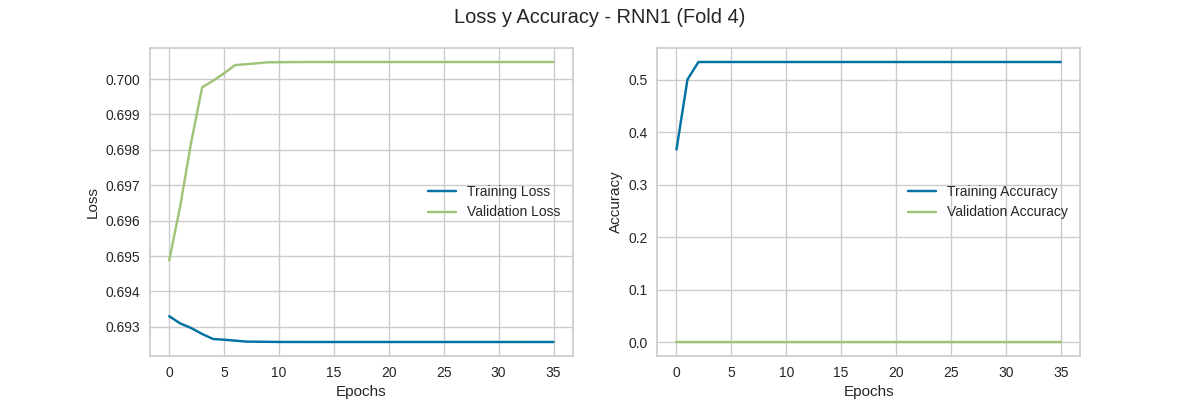 Loss y Accuracy - RNN1 (Fold 4)
Loss
0.700
0.699
0.698
0.697
0.696
0.695
0.694
0.693
Training Loss
Validation Loss
0 5 10 15 20 25 30 35
Epochs
Accuracy
0.5
0.4
0.3
0.2
0.1
0.0
Training Accuracy
Validation Accuracy
0 5 10 15 20 25 30 35
Epochs